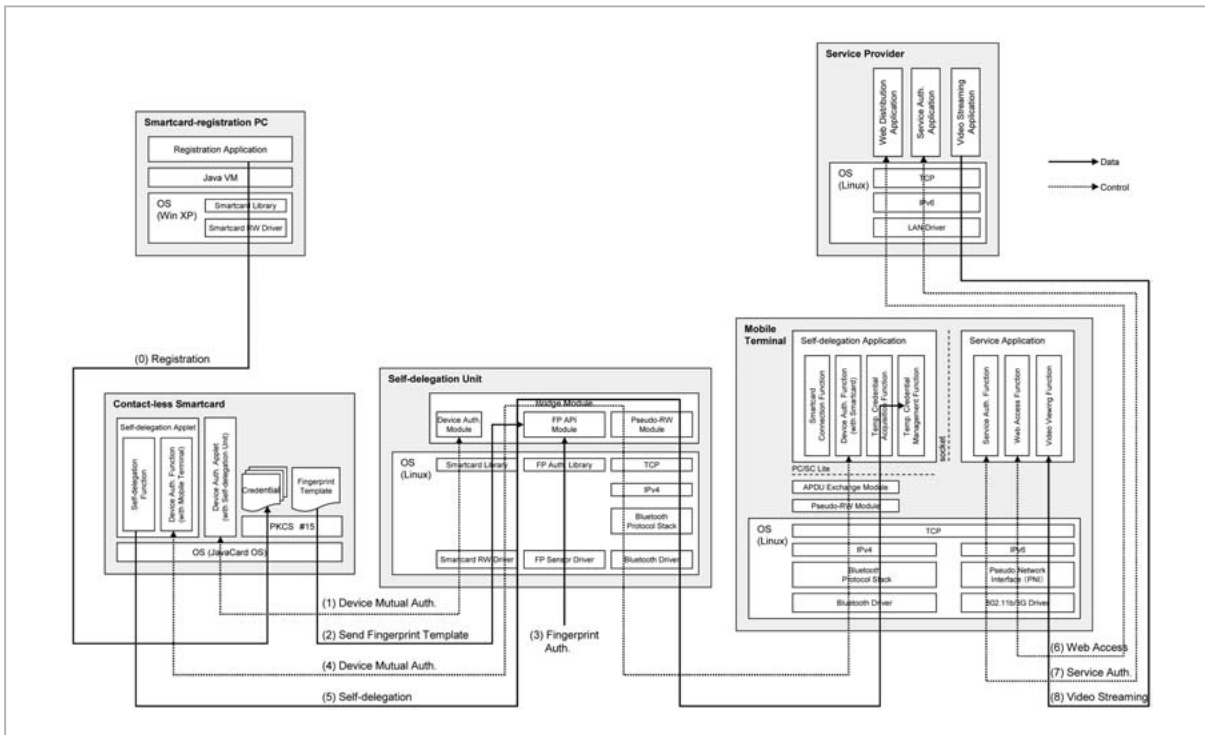 Service Provider
Web Distribution
Application
Service Auth.
Application
Video Streaming
Application
OS
(Linux)
TCP
IPv6
LAN Driver
Data
Control
Smartcard-registration PC
Registration Application
Java VM
OS
(Win XP)
Smartcard Library
Smartcard RW Driver
(0) Registration
Contact-less Smartcard
Self-delegation Applet
Self-delegation
Function
Device Auth. Function
(with Mobile Terminal)
Device Auth. Applet
(with Self-delegation Unit)
Credential
Fingerprint
Template
PKCS #15
OS (JavaCard OS)
Self-delegation Unit
Bridge Module
Device Auth.
Module
FP API
Module
Pseudo-RW
Module
OS
(Linux)
Smartcard Library
FP Auth. Library
TCP
IPv4
Bluetooth
Protocol Stack
Smartcard RW Driver
FP Sensor Driver
Bluetooth Driver
Mobile
Terminal
Self-delegation Application
Smartcard
Connection Function
Device Auth. Function
(with Smartcard)
Temp. Credential
Acquisition Function
Temp. Credential
Management Function
socket
Service Application
Service Auth. Function
Web Access Function
Video Viewing Function
PC/SC Lite
APDU Exchange Module
Pseudo-RW Module
OS
(Linux)
TCP
IPv4
IPv6
Bluetooth
Protocol Stack
Pseudo Network
Interface (PNI)
Bluetooth Driver
802.11b/3G Driver
(1) Device Mutual Auth.
(2) Send Fingerprint Template
(3) Fingerprint
Auth.
(4) Device Mutual Auth.
(5) Self-delegation
(6) Web Access
(7) Service Auth.
(8) Video Streaming